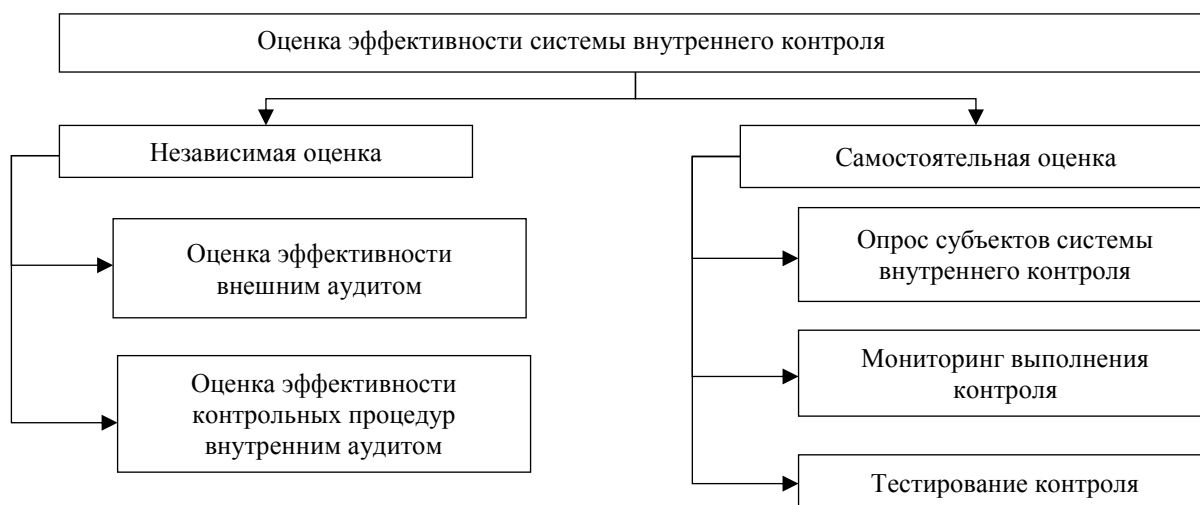 Оценка эффективности системы внутреннего контроля
Независимая оценка
Оценка эффективности
внешним аудитом
Оценка эффективности
контрольных процедур
внутренним аудитом
Самостоятельная оценка
Опрос субъектов системы
внутреннего контроля
Мониторинг выполнения
контроля
Тестирование контроля